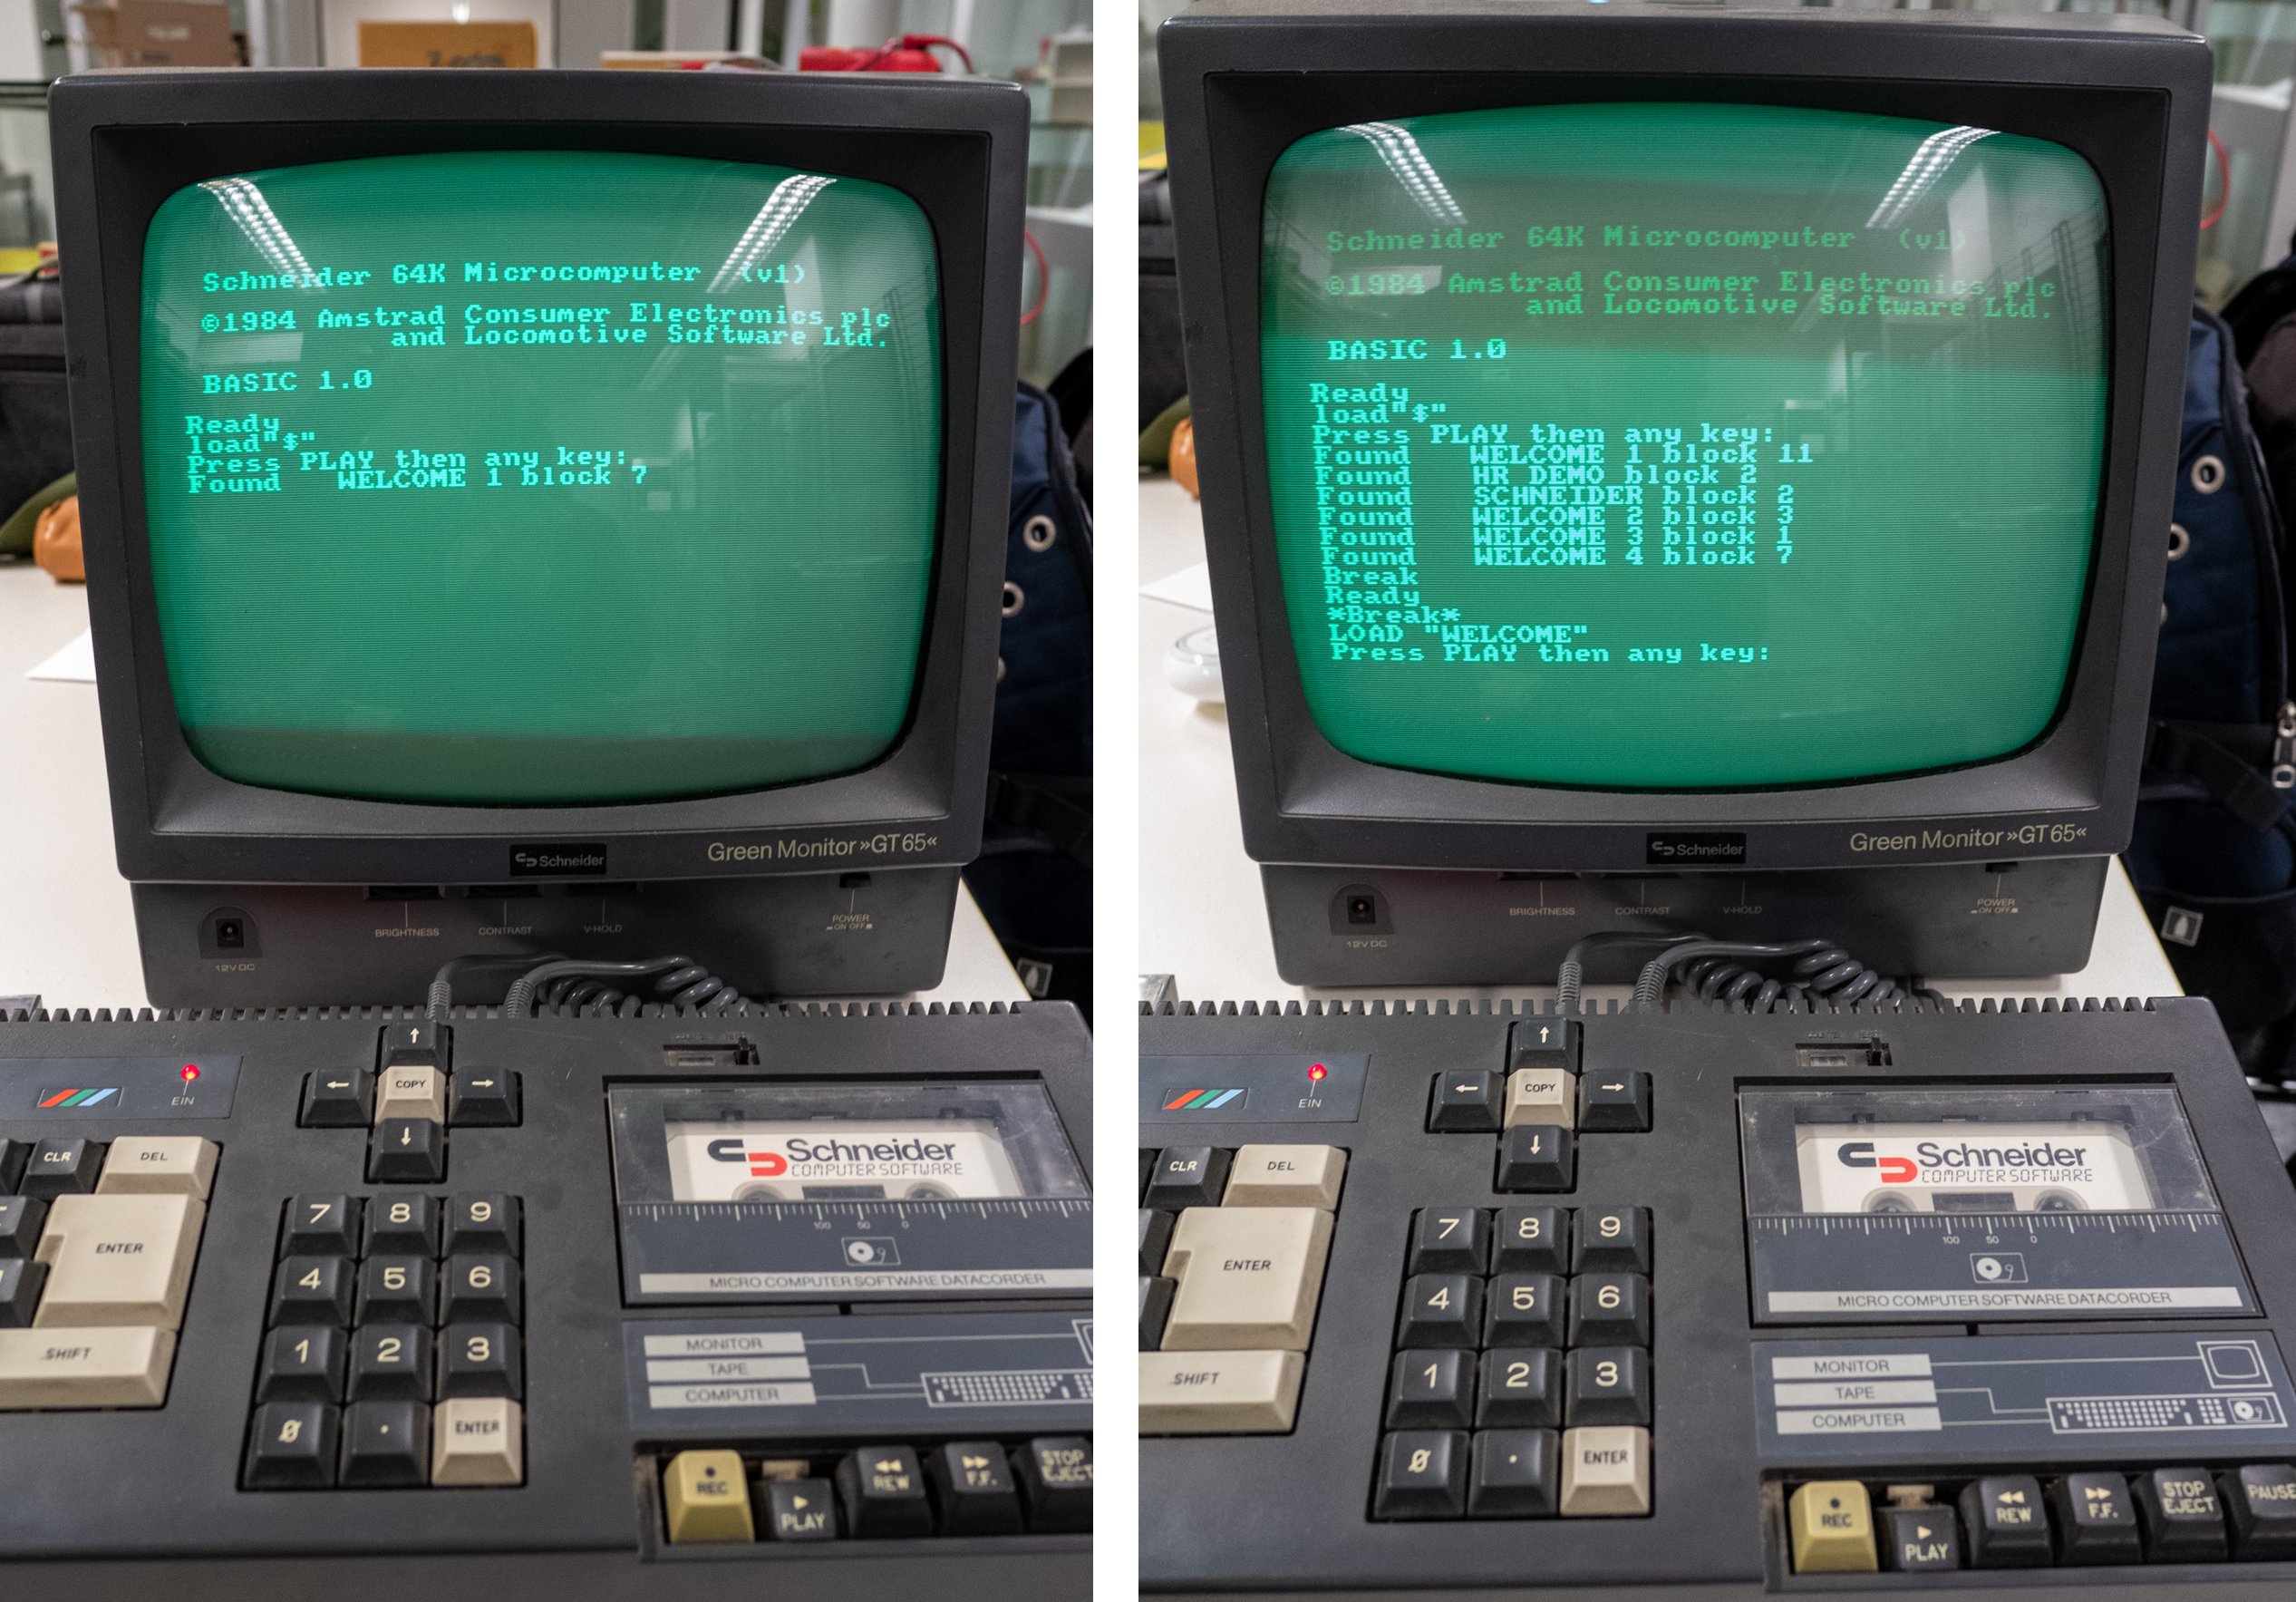 Schneider 64K Microcomputer (v1)
©1984 Amstrad Consumer Electronics plc
and Locomotive Software Ltd.
BASIC 1.0
Ready
load"$"
Press PLAY then any key:
Found WELCOME 1 block 7
Schneider
Green Monitor »GT65«
BRIGHTNESS
CONTRAST
V-HOLD
POWER
ON OFF
12V DC
EIN
COPY
CLR
DEL
ENTER
SHIFT
7 8 9
4 5 6
1 2 3
0 . ENTER
Schneider
COMPUTER SOFTWARE
100 50 0
MICRO COMPUTER SOFTWARE DATACORDER
MONITOR
TAPE
COMPUTER
REC
PLAY
REW
F.F.
STOP
EJECT
Schneider 64K Microcomputer (v1)
©1984 Amstrad Consumer Electronics plc
and Locomotive Software Ltd.
BASIC 1.0
Ready
load"$"
Press PLAY then any key:
Found WELCOME 1 block 11
Found HR DEMO block 2
Found SCHNEIDER block 2
Found WELCOME 2 block 3
Found WELCOME 3 block 1
Found WELCOME 4 block 7
Break
Ready
*Break*
LOAD "WELCOME"
Press PLAY then any key:
Schneider
Green Monitor »GT65«
BRIGHTNESS
CONTRAST
V-HOLD
POWER
ON OFF
12V DC
EIN
COPY
CLR
DEL
ENTER
SHIFT
7 8 9
4 5 6
1 2 3
0 . ENTER
Schneider
COMPUTER SOFTWARE
100 50 0
MICRO COMPUTER SOFTWARE DATACORDER
MONITOR
TAPE
COMPUTER
REC
PLAY
REW
F.F.
STOP
EJECT
PAUSE